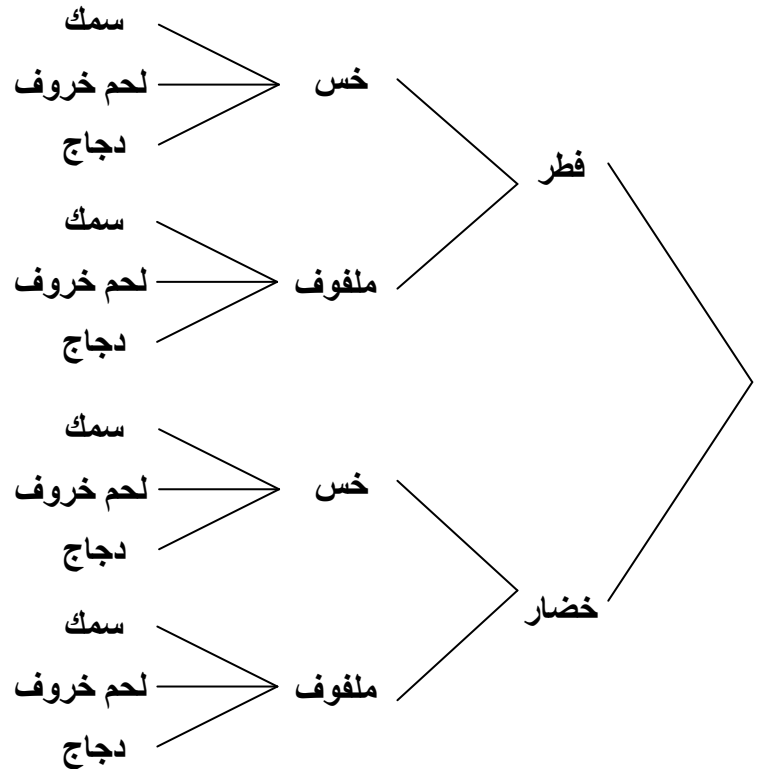 سمك
لحم خروف
خس
دجاج
فطر
سمك
لحم خروف
ملفوف
دجاج
سمك
لحم خروف
خس
دجاج
خضار
سمك
لحم خروف
ملفوف
دجاج